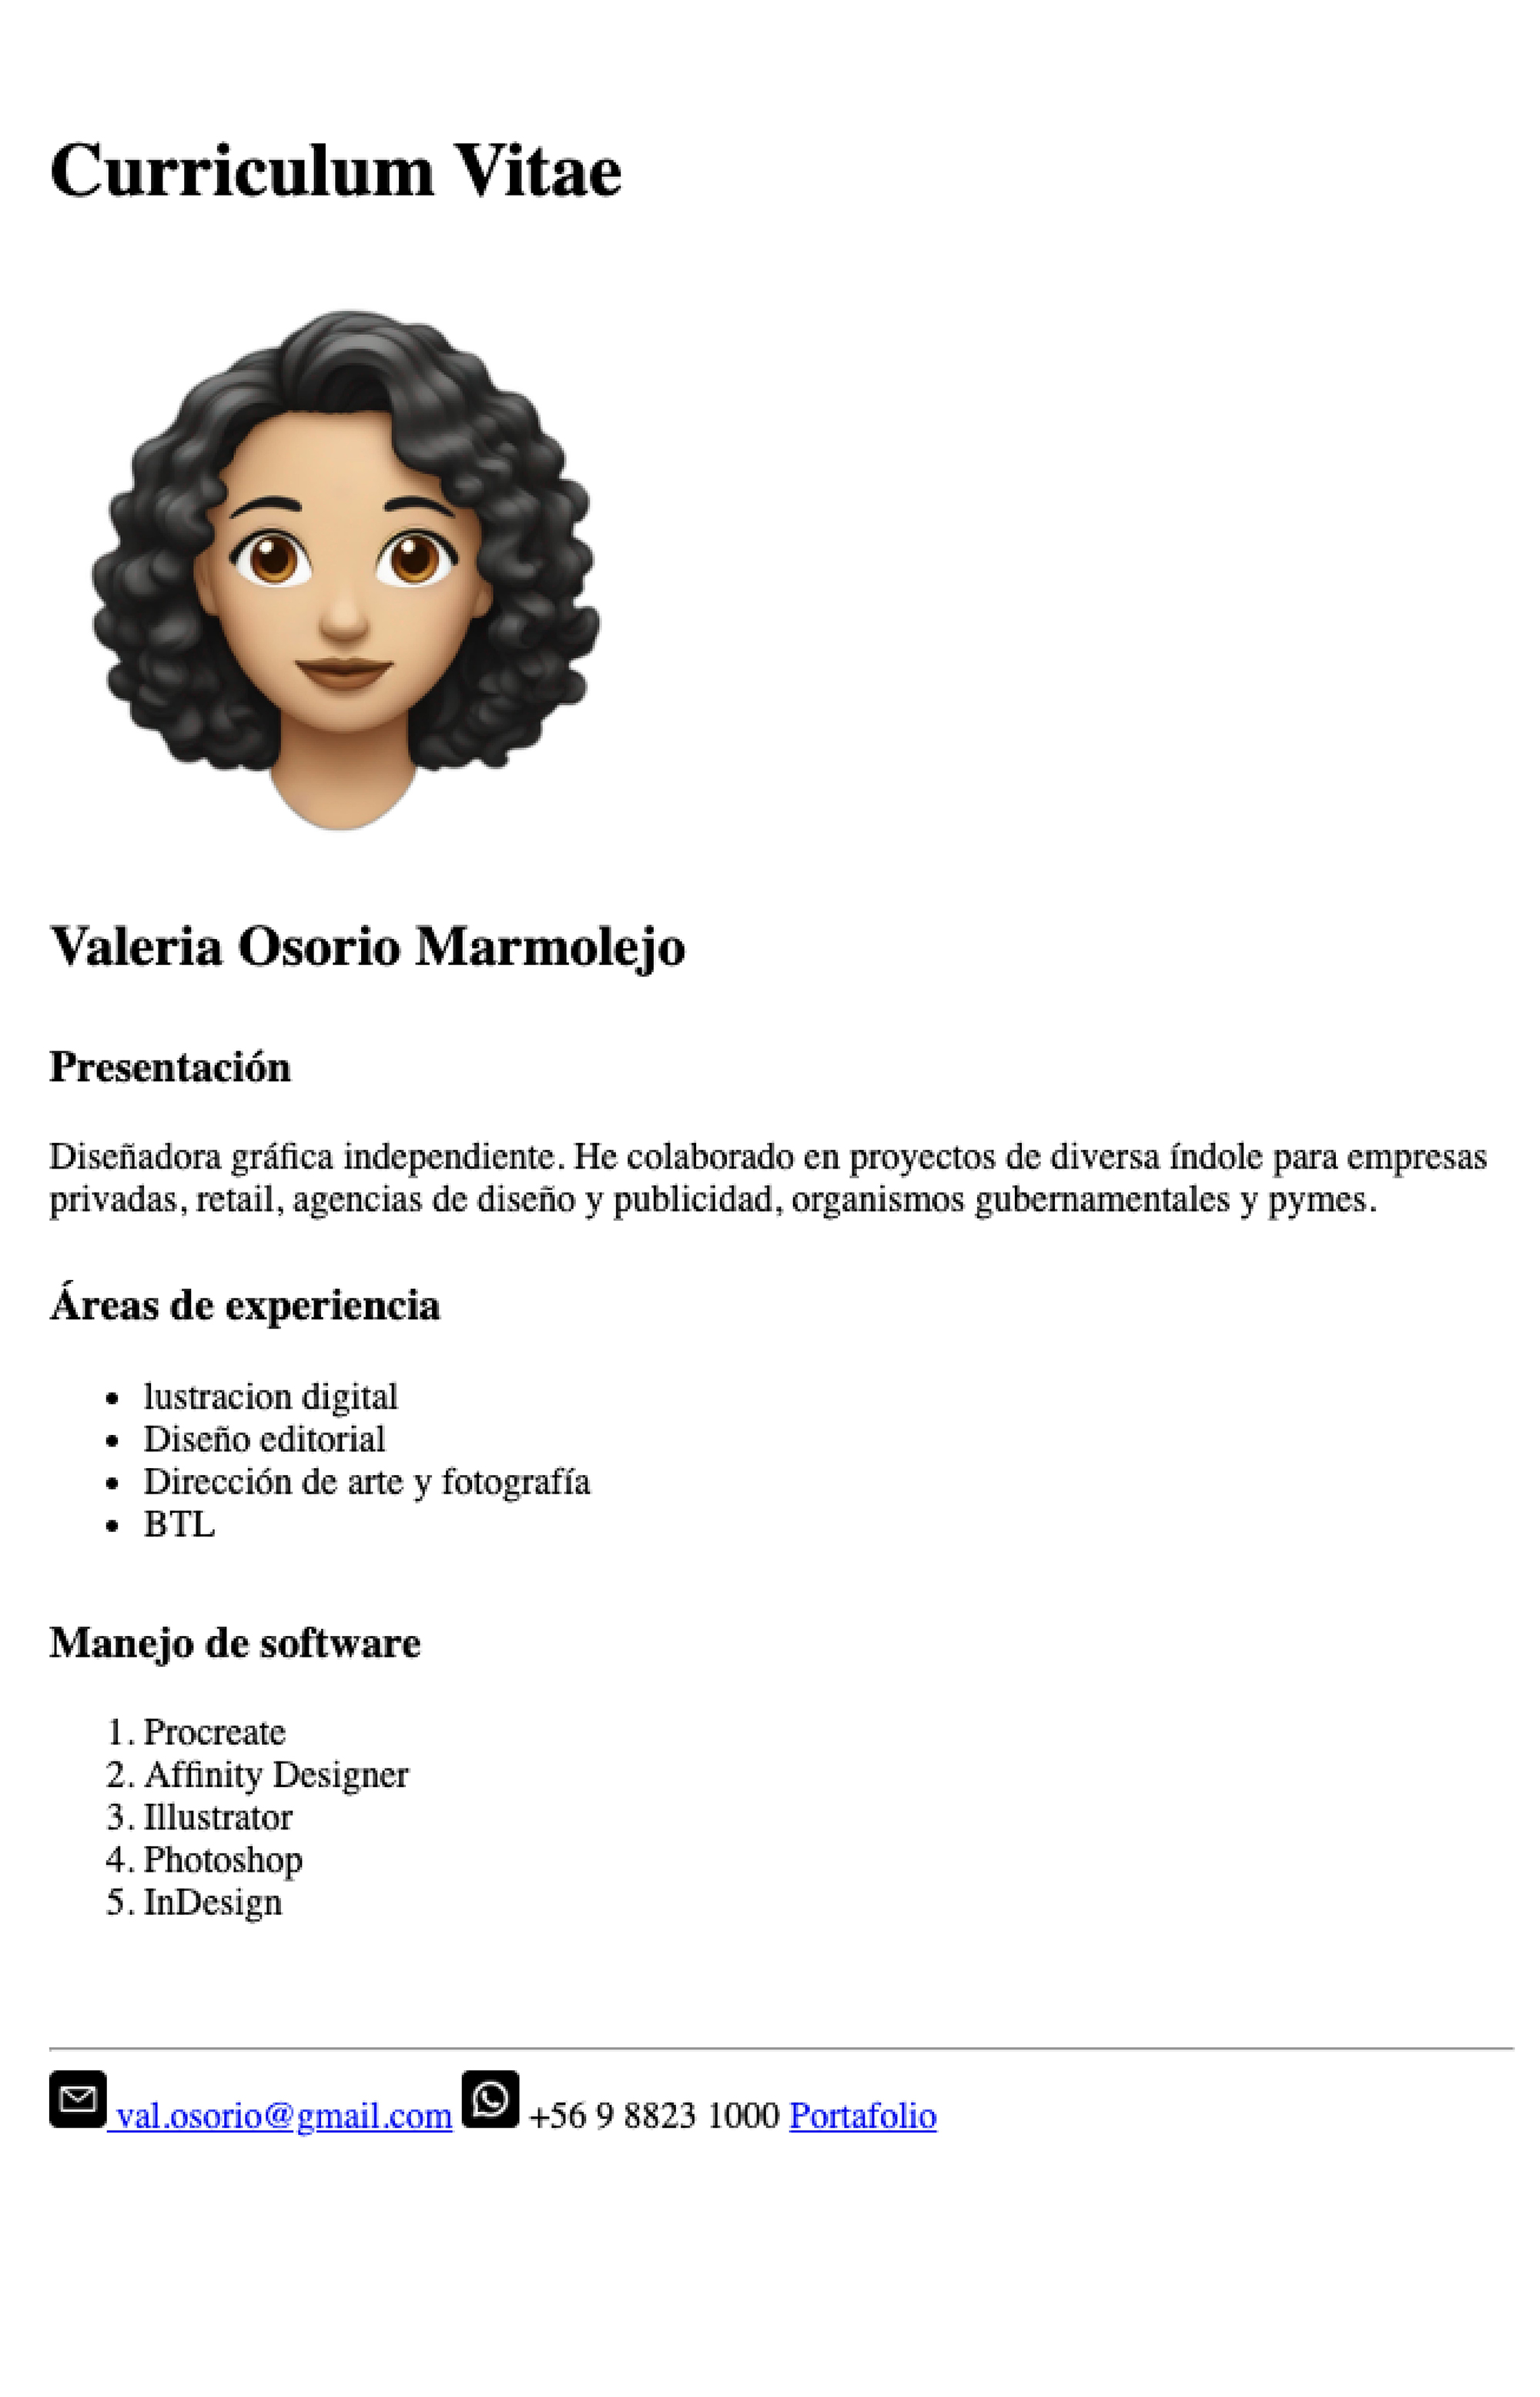 Curriculum Vitae
Valeria Osorio Marmolejo
Presentación
Diseñadora gráfica independiente. He colaborado en proyectos de diversa índole para empresas
privadas, retail, agencias de diseño y publicidad, organismos gubernamentales y pymes.
Áreas de experiencia
• lustracion digital
• Diseño editorial
• Dirección de arte y fotografía
• BTL
Manejo de software
1. Procreate
2. Affinity Designer
3. Illustrator
4. Photoshop
5. InDesign
val.osorio@gmail.com +56 9 8823 1000 Portafolio